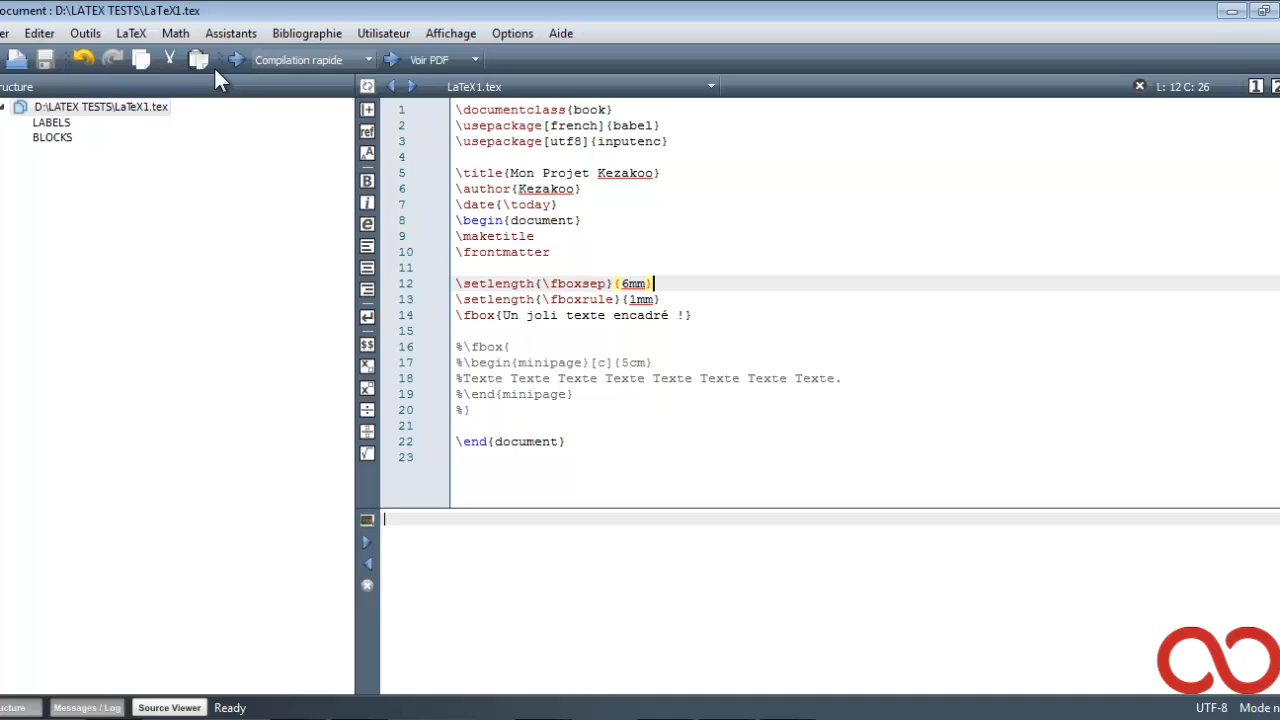 ocument : D:\LATEX TESTS\LaTeX1.tex
er Editer Outils LaTeX Math Assistants Bibliographie Utilisateur Affichage Options Aide
Compilation rapide Voir PDF
ructure LaTeX1.tex L: 12 C: 26 1 2
D:\LATEX TESTS\LaTeX1.tex
LABELS
BLOCKS
ref
1 \documentclass{book}
2 \usepackage[french]{babel}
3 \usepackage[utf8]{inputenc}
4
5 \title{Mon Projet Kezakoo}
6 \author{Kezakoo}
7 \date{\today}
8 \begin{document}
9 \maketitle
10 \frontmatter
11
12 \setlength{\fboxsep}{6mm}
13 \setlength{\fboxrule}{1mm}
14 \fbox{Un joli texte encadré !}
15
16 %\fbox{
17 %\begin{minipage}[c]{5cm}
18 %Texte Texte Texte Texte Texte Texte Texte Texte.
19 %\end{minipage}
20 %}
21
22 \end{document}
23
ucture Messages / Log Source Viewer Ready UTF-8 Mode n